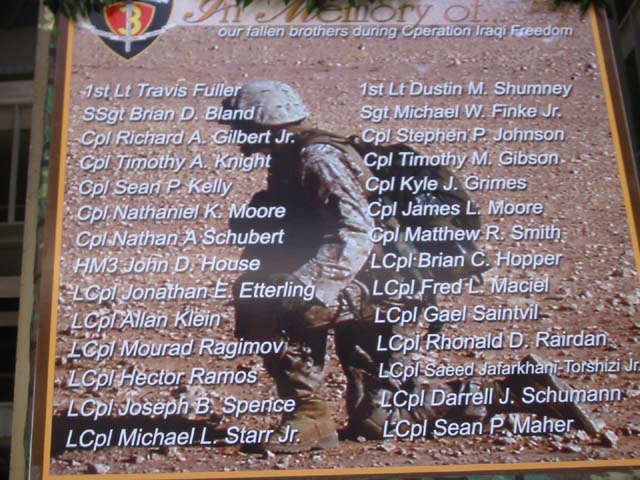 3
In Memory of
our fallen brothers during Operation Iraqi Freedom
1st Lt Travis Fuller
SSgt Brian D. Bland
Cpl Richard A. Gilbert Jr.
Cpl Timothy A. Knight
Cpl Sean P. Kelly
Cpl Nathaniel K. Moore
Cpl Nathan A Schubert
HM3 John D. House
LCpl Jonathan E. Etterling
LCpl Allan Klein
LCpl Mourad Ragimov
LCpl Hector Ramos
LCpl Joseph B. Spence
LCpl Michael L. Starr Jr.
1st Lt Dustin M. Shumney
Sgt Michael W. Finke Jr.
Cpl Stephen P. Johnson
Cpl Timothy M. Gibson
Cpl Kyle J. Grimes
Cpl James L. Moore
Cpl Matthew R. Smith
LCpl Brian C. Hopper
LCpl Fred L. Maciel
LCpl Gael Saintvil
LCpl Rhonald D. Rairdan
LCpl Saeed Jafarkhani-Torshizi Jr.
LCpl Darrell J. Schumann
LCpl Sean P. Maher